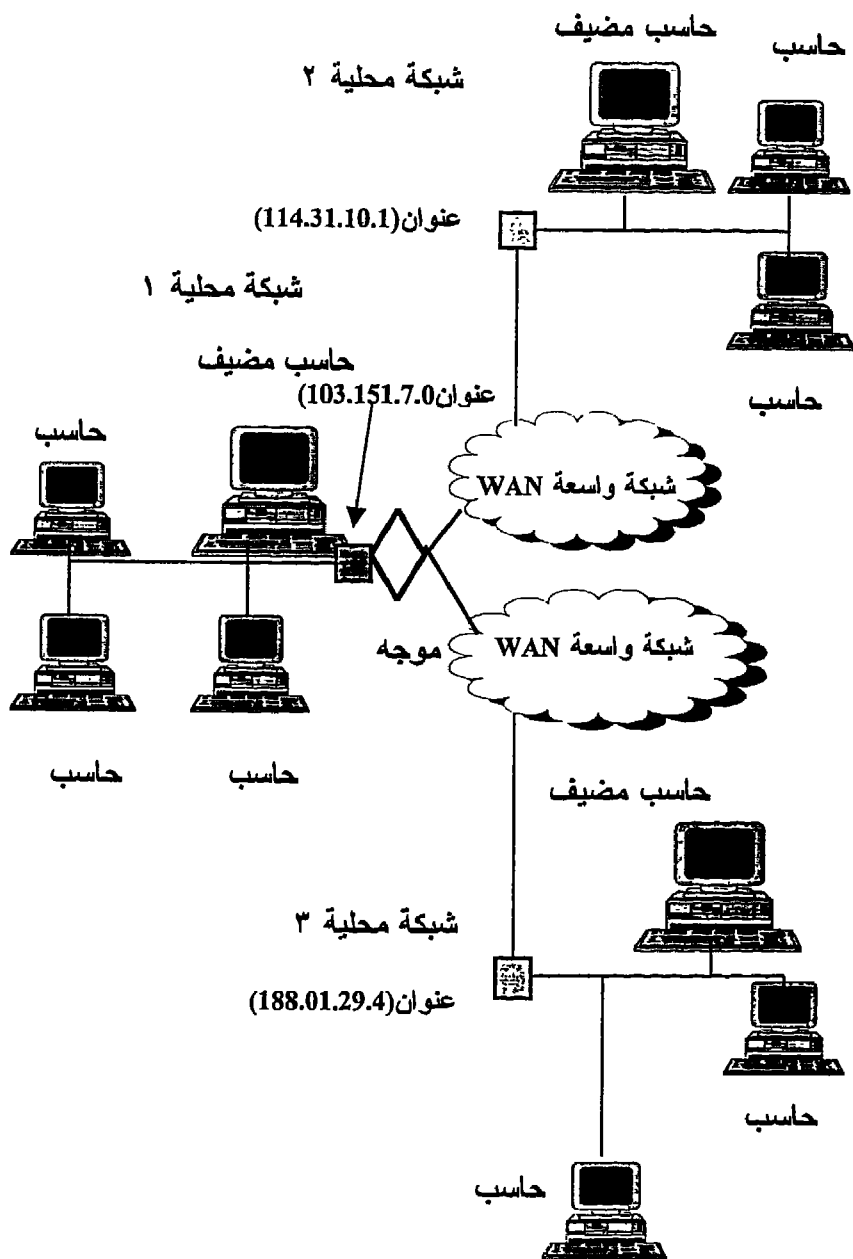 حاسب مضيف
حاسب
شبكة محلية ٢
عنوان(114.31.10.1)
شبكة محلية ١
حاسب مضيف
عنوان103.151.7.0)
حاسب
حاسب
شبكة واسعة WAN
شبكة واسعة WAN
موجه
حاسب
حاسب
حاسب مضيف
شبكة محلية ٣
عنوان(188.01.29.4)
حاسب
حاسب